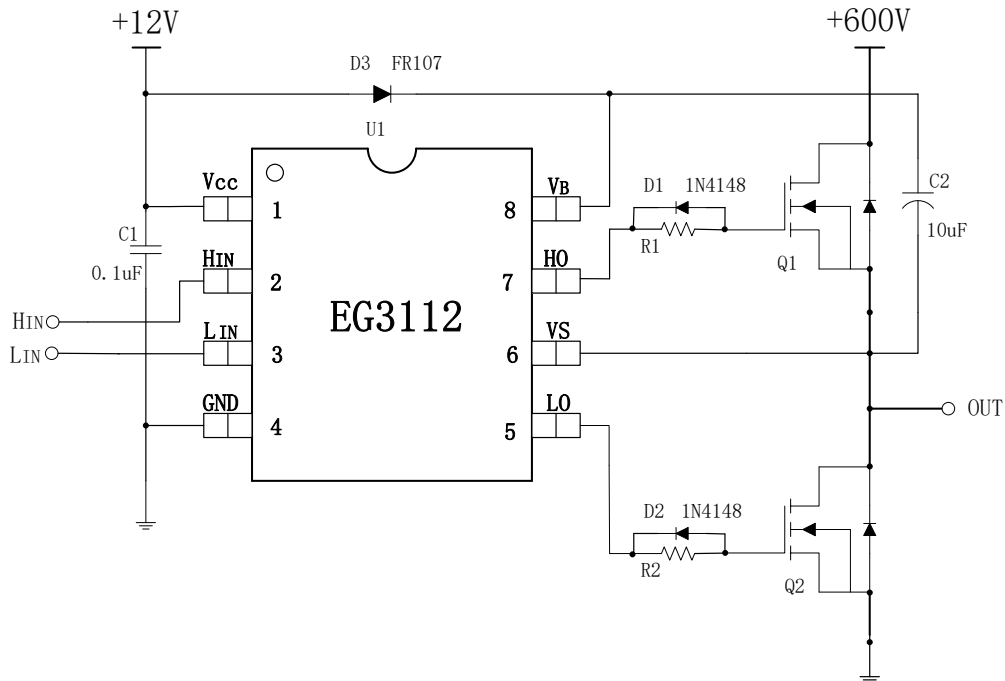 +12V
+600V
D3 FR107
U1
Vcc
1
VB
8
D1 1N4148
R1
C2
10uF
C1
0.1uF
HIN
2
HO
7
Q1
EG3112
HIN
LIN
LIN
3
VS
6
GND
4
LO
5
OUT
D2 1N4148
R2
Q2